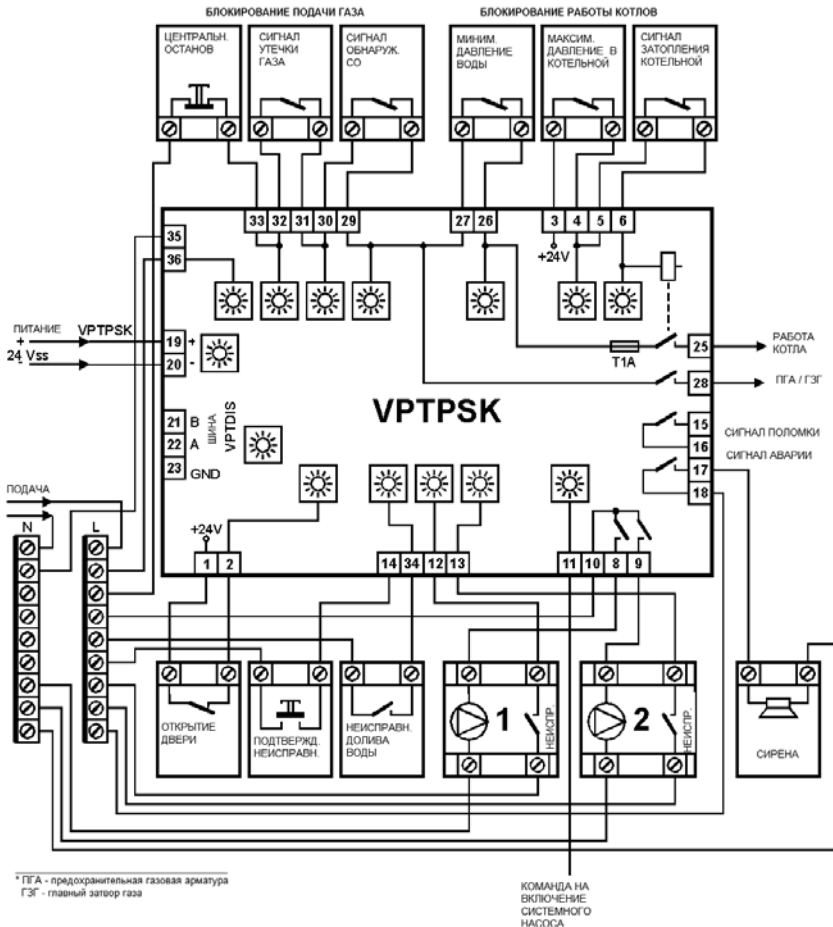 БЛОКИРОВАНИЕ ПОДАЧИ ГАЗА
БЛОКИРОВАНИЕ РАБОТЫ КОТЛОВ
ЦЕНТРАЛЬН.
ОСТАНОВ
СИГНАЛ
УТЕЧКИ
ГАЗА
СИГНАЛ
ОБНАРУЖ.
CO
МИНИМ.
ДАВЛЕНИЕ
ВОДЫ
МАКСИМ.
ДАВЛЕНИЕ В
КОТЕЛЬНОЙ
СИГНАЛ
ЗАТОПЛЕНИЯ
КОТЕЛЬНОЙ
33 32 31 30 29 27 26 3 4 5 6
+24V
35
36
ПИТАНИЕ VPTPSK
+
24 Vss
-
19 +
20 -
T1A
25
РАБОТА
КОТЛА
28
ПГА / ГЗГ
VPTPSK
21 B
22 A
23 GND
ШИНА
VPTDIS
15
16
СИГНАЛ ПОЛОМКИ
СИГНАЛ АВАРИИ
17
18
ПОДАЧА
N L
+24V
1 2 14 34 12 13 11 10 8 9
ОТКРЫТИЕ
ДВЕРИ
ПОДТВЕРЖД.
НЕИСПРАВН.
НЕИСПРАВН.
ДОЛИВА
ВОДЫ
1
НЕИСПР.
2
НЕИСПР.
СИРЕНА
* ПГА - предохранительная газовая арматура
ГЗГ - главный затвор газа
КОМАНДА НА
ВКЛЮЧЕНИЕ
СИСТЕМНОГО
НАСОСА